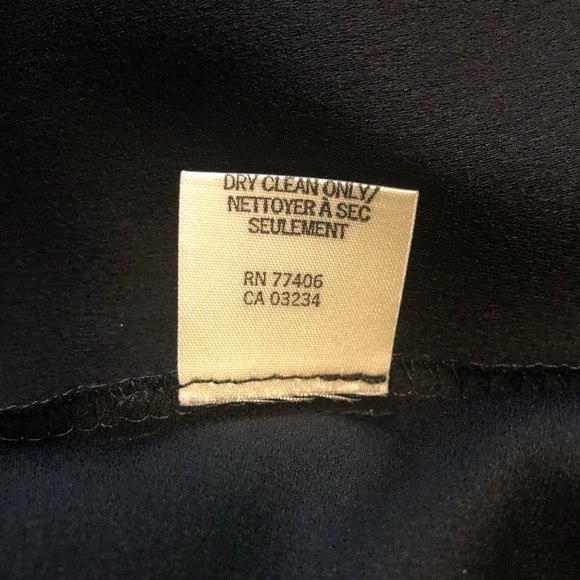 DRY CLEAN ONLY/
NETTOYER À SEC
SEULEMENT
RN 77406
CA 03234